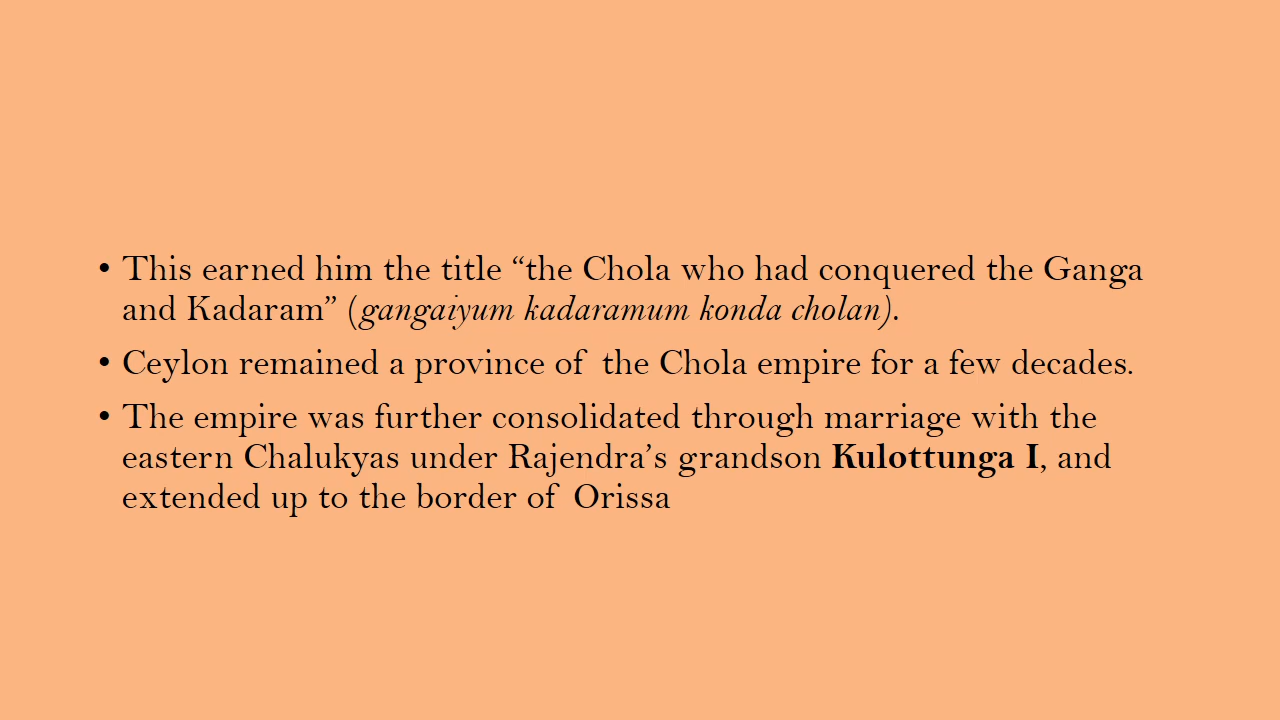 • This earned him the title “the Chola who had conquered the Ganga
and Kadaram” (gangaiyum kadaramum konda cholan).
• Ceylon remained a province of the Chola empire for a few decades.
• The empire was further consolidated through marriage with the
eastern Chalukyas under Rajendra’s grandson Kulottunga I, and
extended up to the border of Orissa